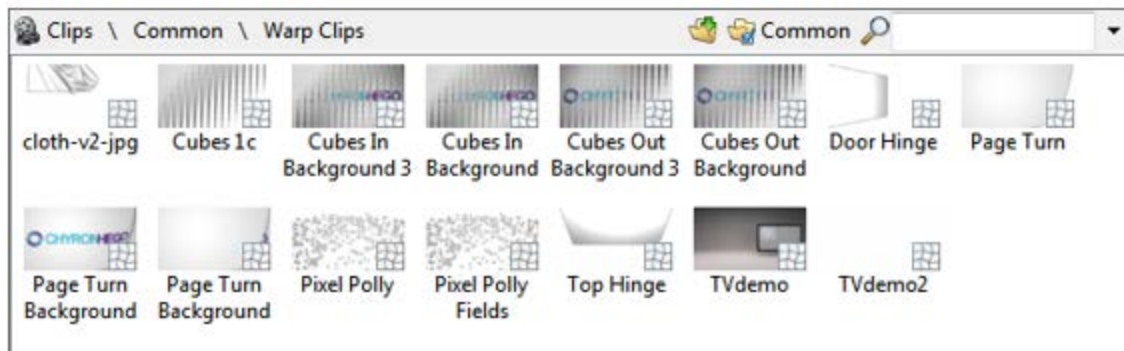 Clips \ Common \ Warp Clips Common
CHYRONHEGO
cloth-v2-jpg Cubes 1c Cubes In Cubes In Cubes Out Cubes Out Door Hinge Page Turn
Background 3 Background Background 3 Background
CHYRONHEGO
Page Turn Page Turn Pixel Polly Pixel Polly Top Hinge TVdemo TVdemo2
Background Background Fields